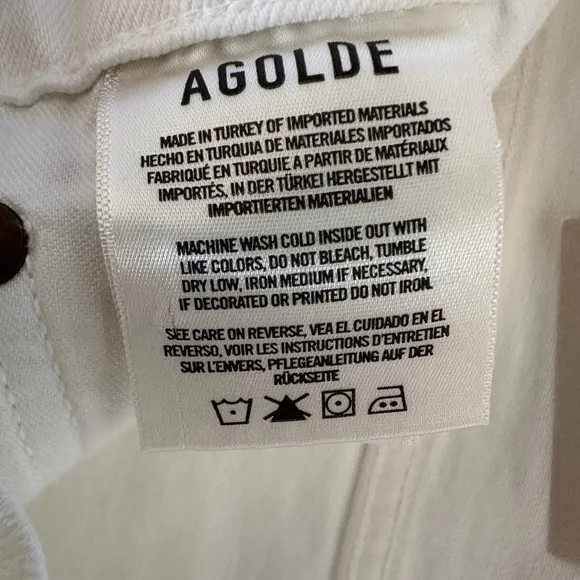 AGOLDE
MADE IN TURKEY OF IMPORTED MATERIALS
HECHO EN TURQUIA DE MATERIALES IMPORTADOS
FABRIQUÉ EN TURQUIE A PARTIR DE MATÉRIAUX
IMPORTÉS, IN DER TÜRKEI HERGESTELLT MIT
IMPORTIERTEN MATERIALIEN
MACHINE WASH COLD INSIDE OUT WITH
LIKE COLORS, DO NOT BLEACH, TUMBLE
DRY LOW, IRON MEDIUM IF NECESSARY,
IF DECORATED OR PRINTED DO NOT IRON.
SEE CARE ON REVERSE, VEA EL CUIDADO EN EL
REVERSO, VOIR LES INSTRUCTIONS D'ENTRETIEN
SUR L'ENVERS, PFLEGEANLEITUNG AUF DER
RÜCKSEITE